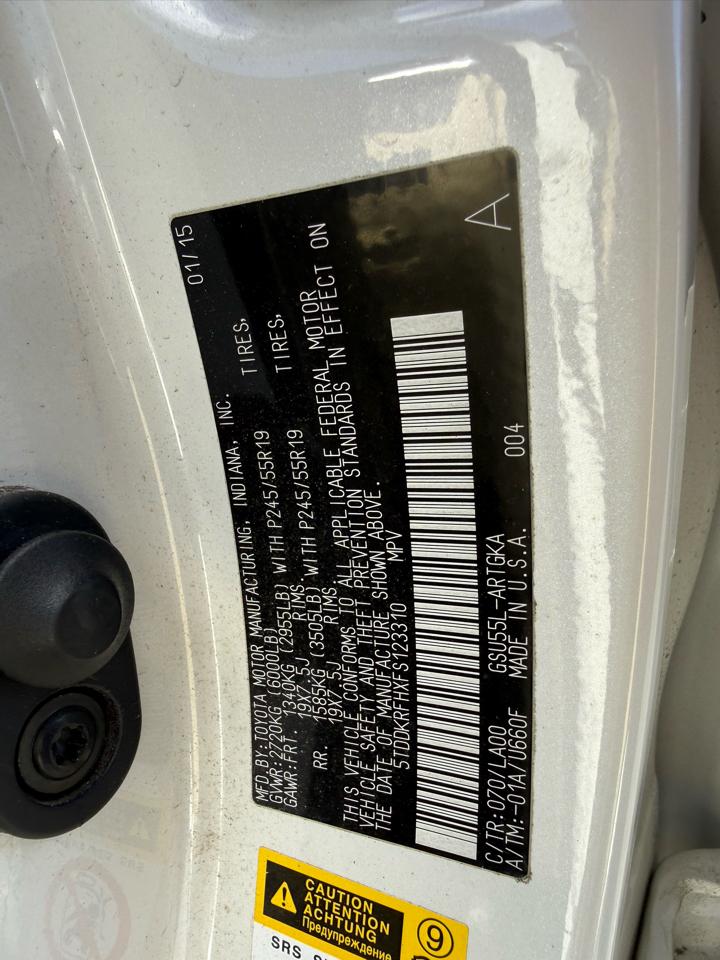 MFD. BY:TOYOTA MOTOR MANUFACTURING, INDIANA, INC. 01/15
GVWR:2720KG (6000LB)
GAWR:FRT. 1340KG (2955LB) WITH P245/55R19 TIRES,
19X7.5J RIMS.
RR. 1585KG (3505LB) WITH P245/55R19 TIRES,
19X7.5J RIMS
THIS VEHICLE CONFORMS TO ALL APPLICABLE FEDERAL MOTOR
VEHICLE SAFETY AND THEFT PREVENTION STANDARDS IN EFFECT ON
THE DATE OF MANUFACTURE SHOWN ABOVE.
5TDDKRFH1XFS123310 MPV
A
C/TR:070/LA00 GSU55L-ARTGKA 004
A/TM:-01A/U660F MADE IN U.S.A.
CAUTION
ATTENTION
ACHTUNG
Предупреждение
9
SRS